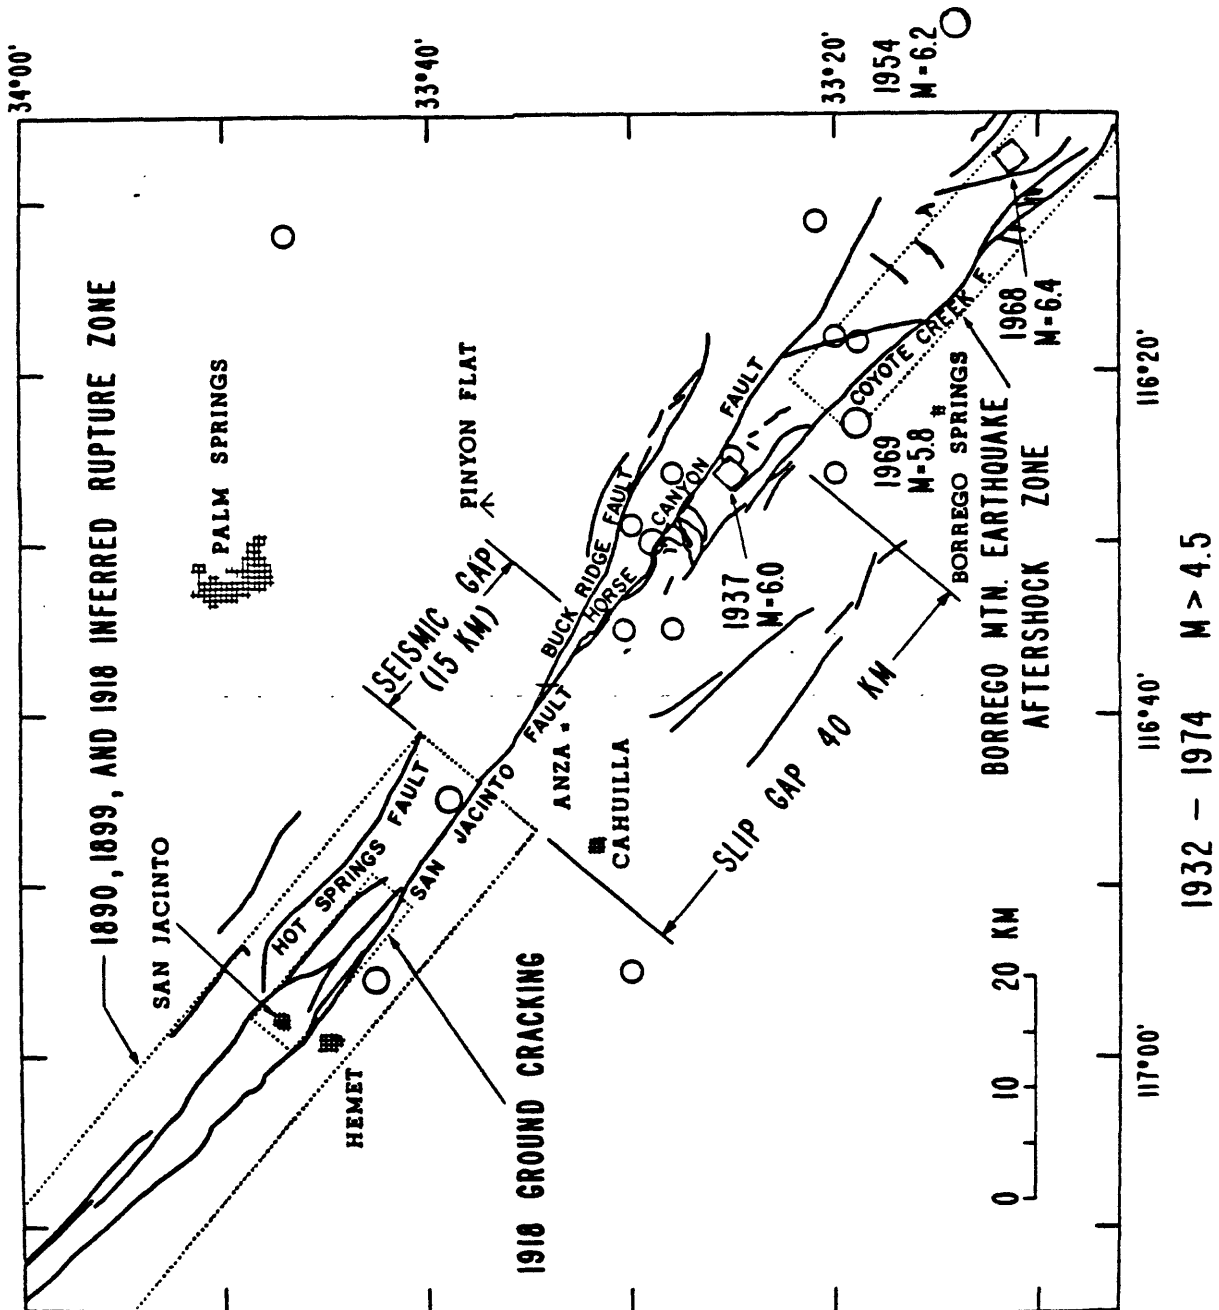 34°00'
33°40'
33°20'
1890, 1899, AND 1918 INFERRED RUPTURE ZONE
SAN JACINTO
PALM SPRINGS
PINYON FLAT
1954
M=6.2
HOT SPRINGS FAULT
SEISMIC GAP
(15 KM)
BUCK RIDGE FAULT
HORSE CANYON FAULT
SAN JACINTO FAULT
COYOTE CREEK F.
HEMET
ANZA
CAHUILLA
1937
M=6.0
1969
M=5.8
BORREGO SPRINGS
1968
M=6.4
1918 GROUND CRACKING
SLIP GAP 40 KM
BORREGO MTN. EARTHQUAKE
AFTERSHOCK ZONE
0 10 20 KM
117°00'
116°40'
116°20'
1932 - 1974 M > 4.5